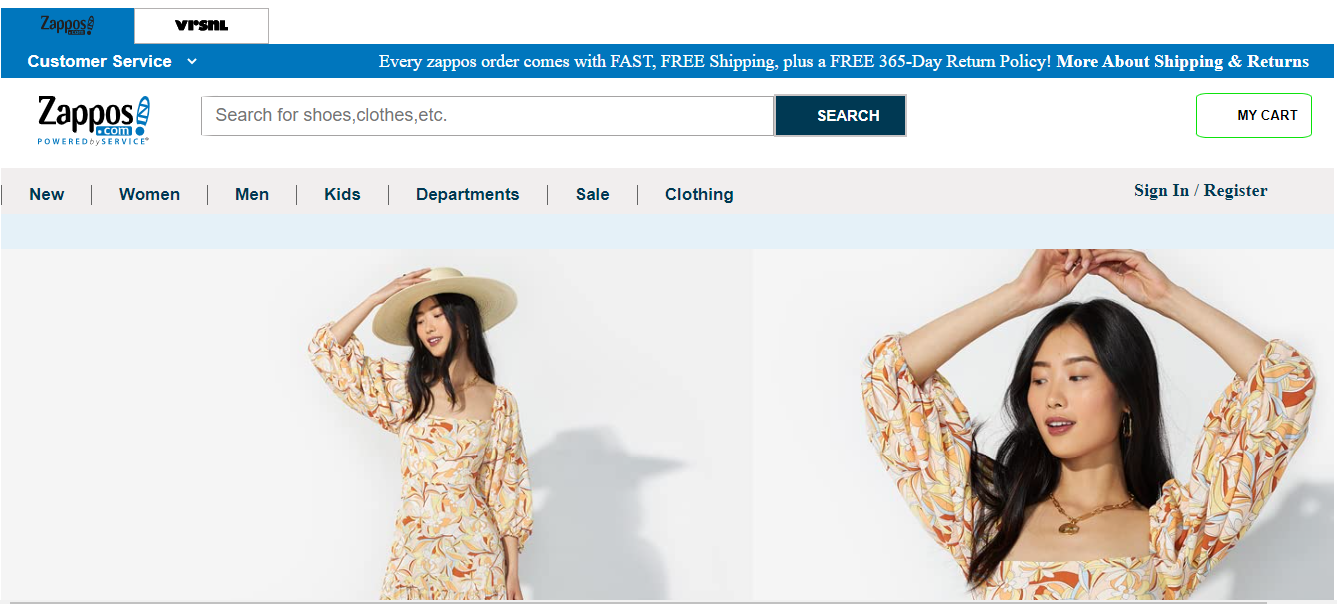 Zappos.com vrsnl
Customer Service Every zappos order comes with FAST, FREE Shipping, plus a FREE 365-Day Return Policy! More About Shipping & Returns
Zappos
.com
POWERED by SERVICE®
Search for shoes,clothes,etc. SEARCH MY CART
New Women Men Kids Departments Sale Clothing Sign In / Register